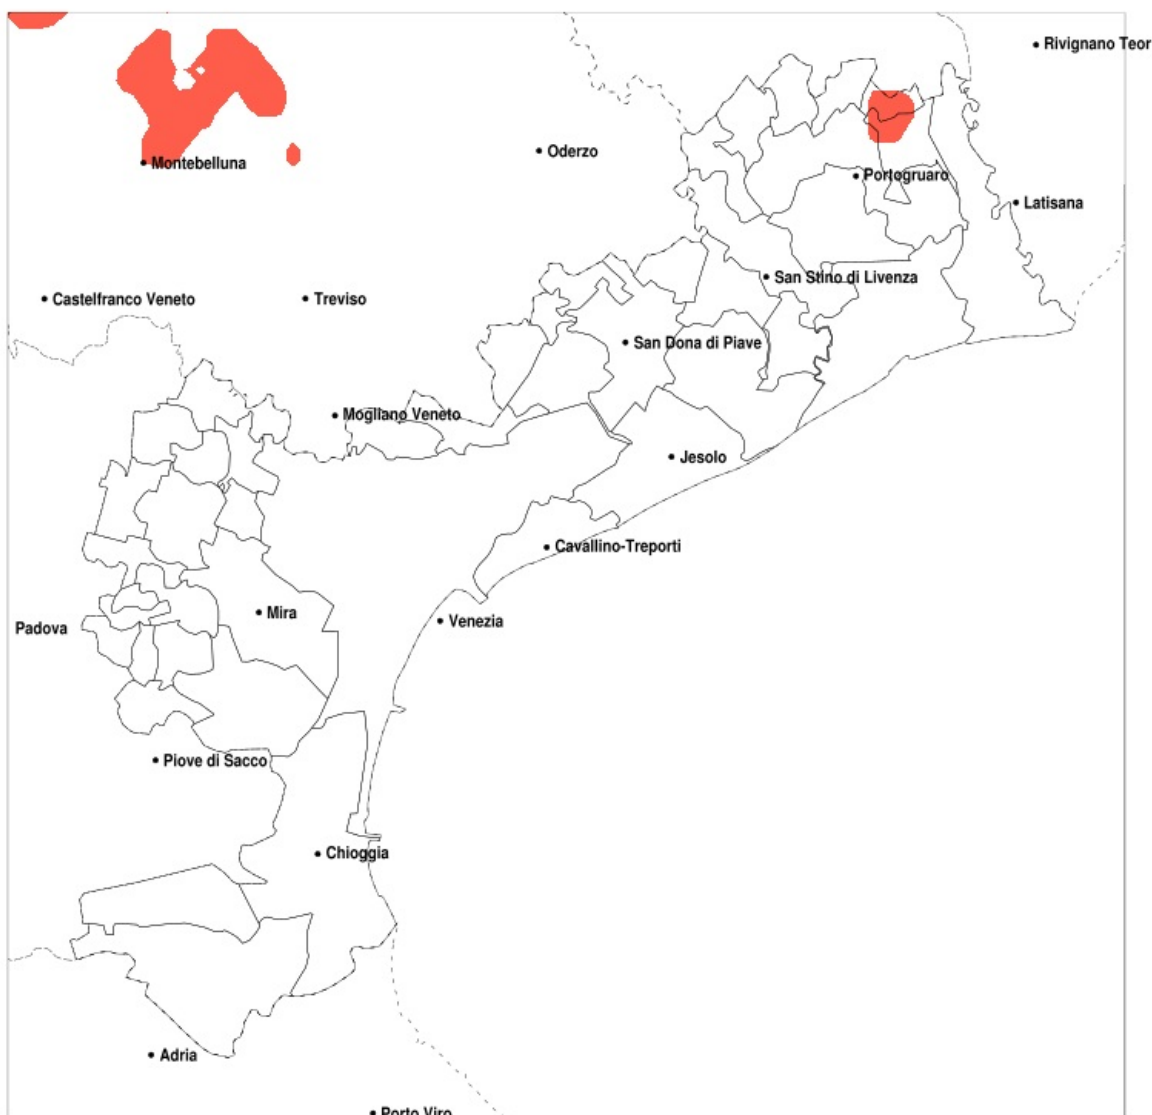 Rivignano Teor
Oderzo
Montebelluna
Portogruaro
Latisana
San Stino di Livenza
Castelfranco Veneto
Treviso
San Dona di Piave
Mogliano Veneto
Jesolo
Cavallino-Treporti
Mira
Venezia
Padova
Piove di Sacco
Chioggia
Adria
Porto Viro